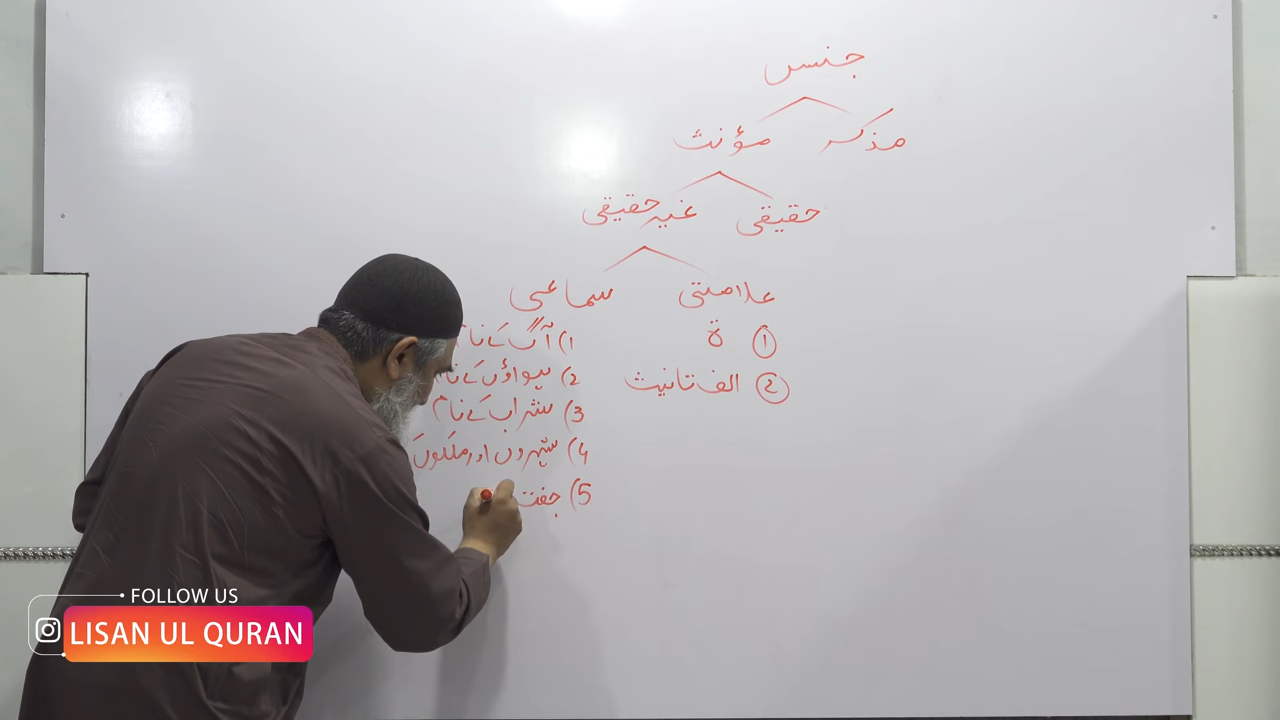 جنس
مذکر مؤنث
حقیقی غیر حقیقی
علامتی سماعی
① ة
② الف تانیث
1) آگ کے نام
2) ہواؤں کے نام
3) شراب کے نام
4) شہروں اور ملکوں کے
5) جفت
FOLLOW US
LISAN UL QURAN